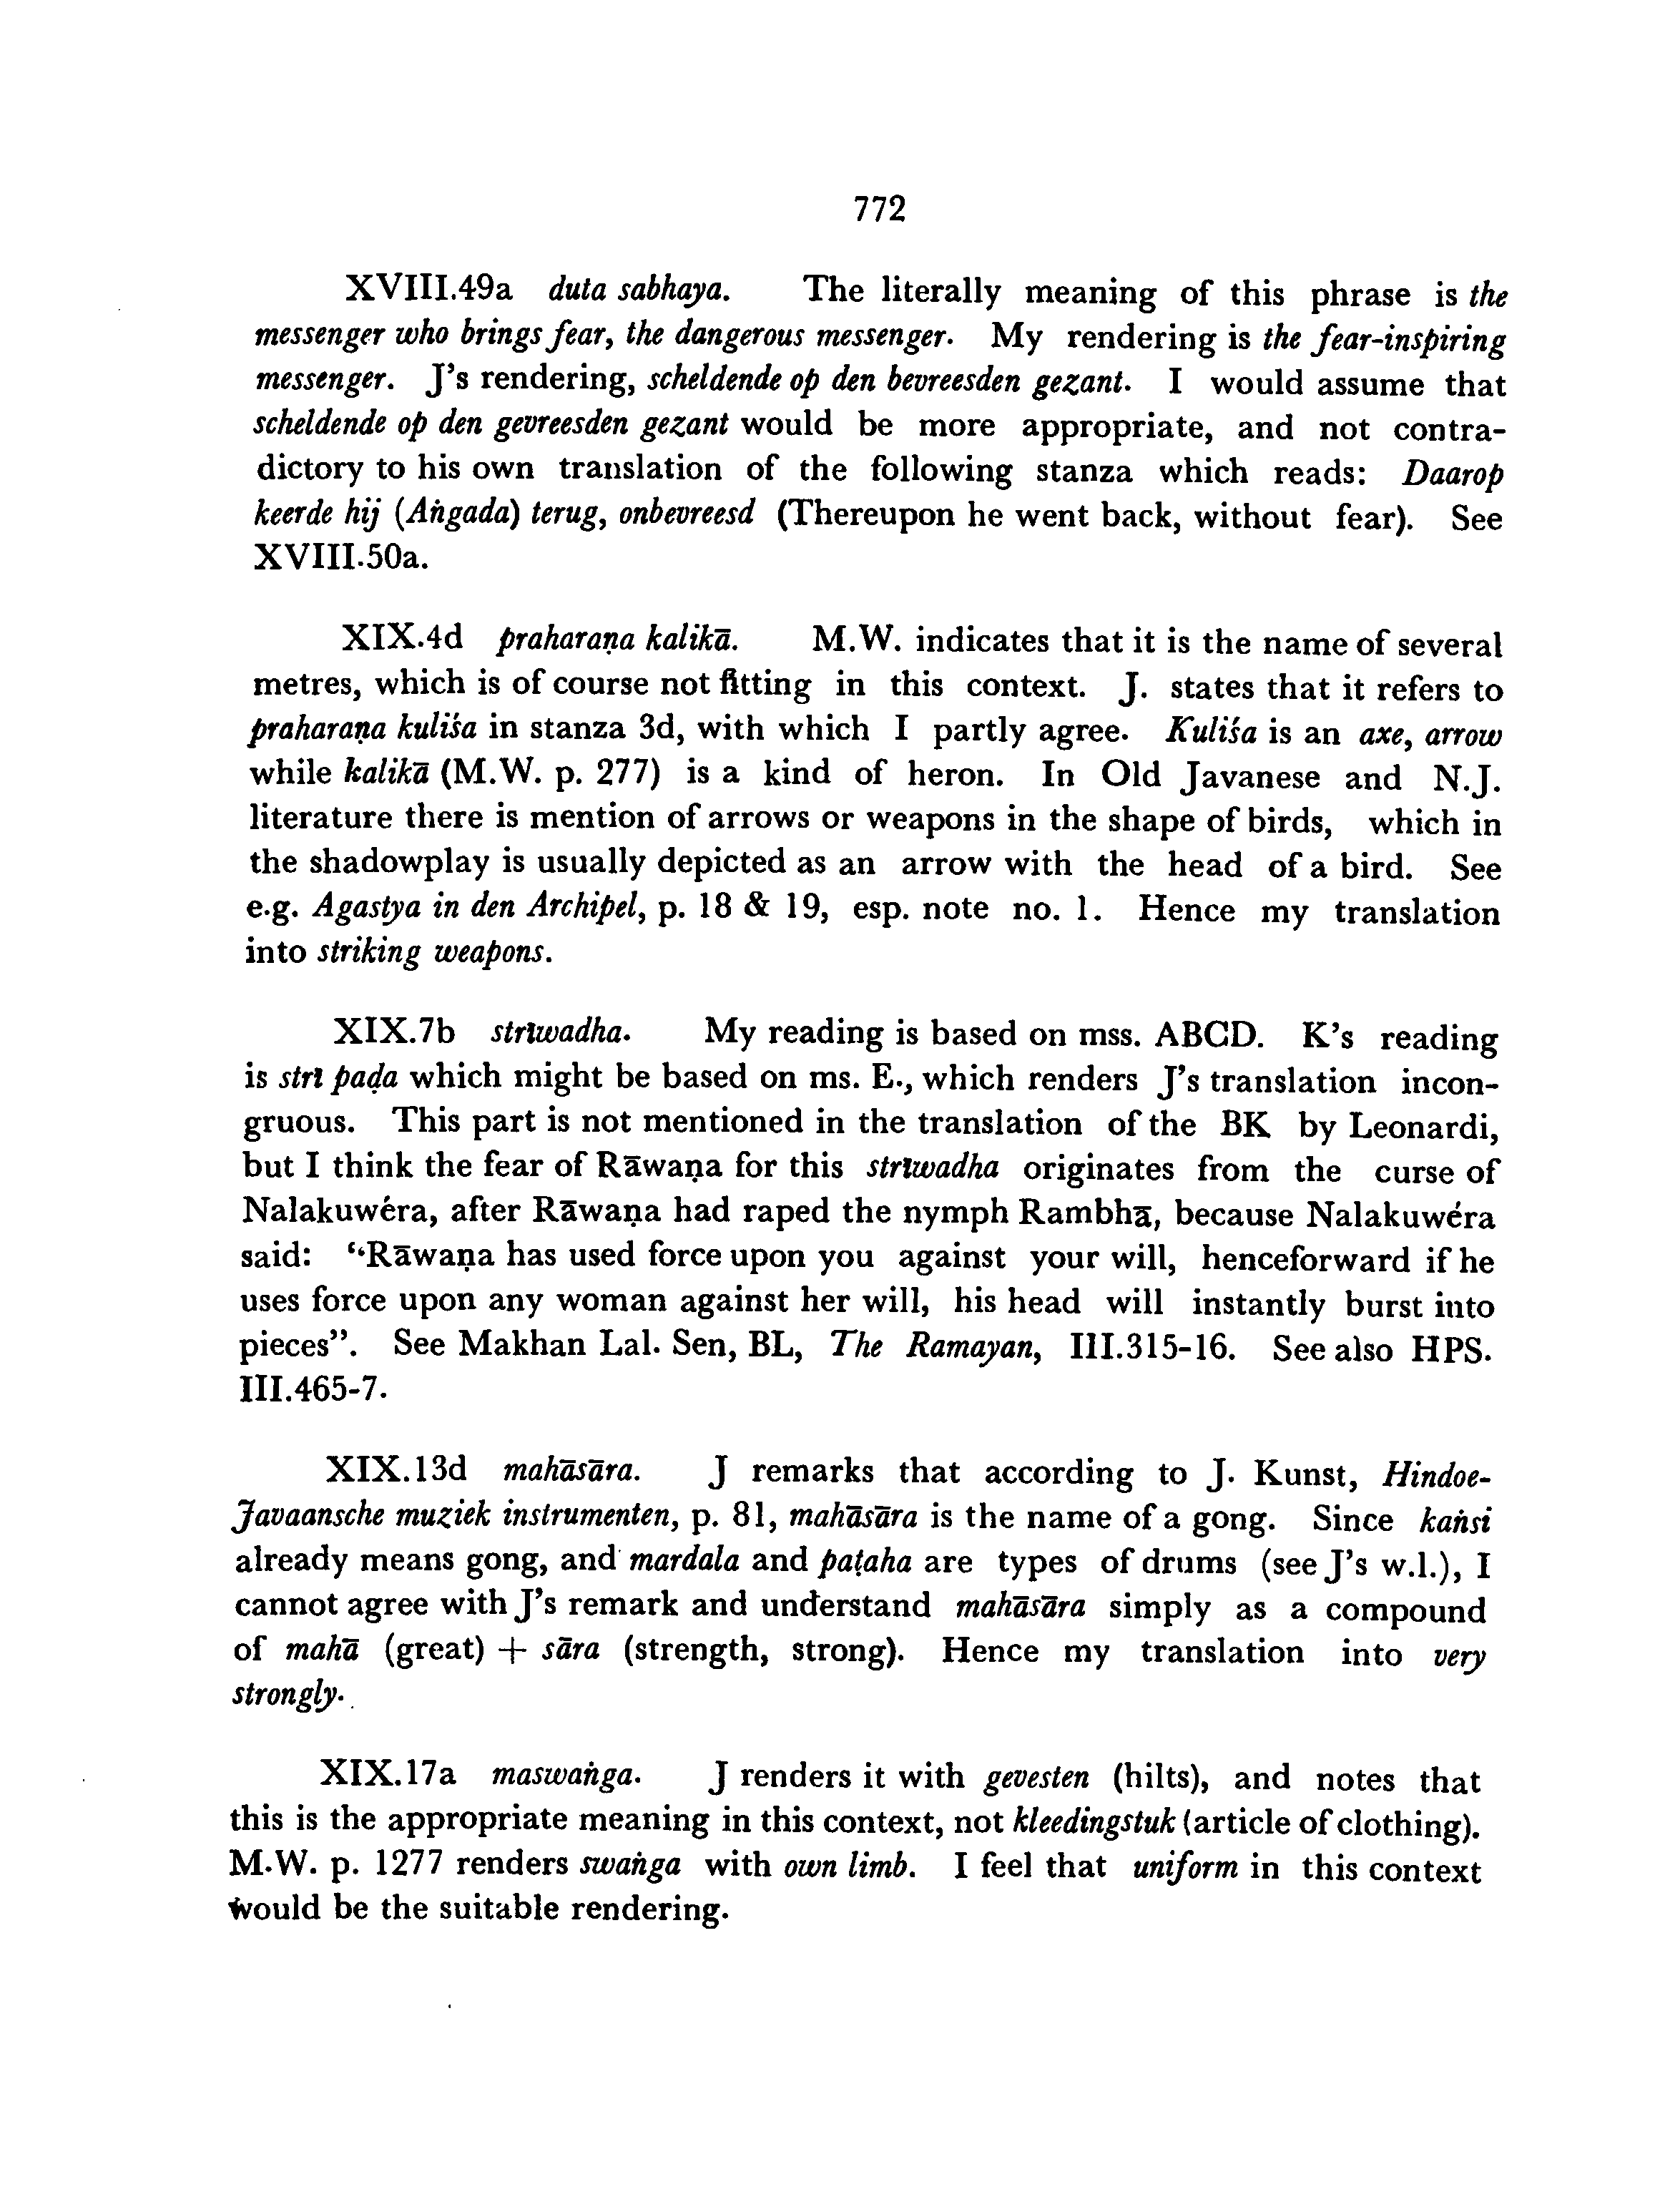 772
XVIII.49a duta sabhaya. The literally meaning of this phrase is the
messenger who brings fear, the dangerous messenger. My rendering is the fear-inspiring
messenger. J's rendering, scheldende op den bevreesden gezant. I would assume that
scheldende op den gevreesden gezant would be more appropriate, and not contra-
dictory to his own translation of the following stanza which reads: Daarop
keerde hij (Aṅgada) terug, onbevreesd (Thereupon he went back, without fear). See
XVIII.50a.
XIX.4d praharaṇa kalikā. M.W. indicates that it is the name of several
metres, which is of course not fitting in this context. J. states that it refers to
praharaṇa kuliśa in stanza 3d, with which I partly agree. Kuliśa is an axe, arrow
while kalikā (M.W. p. 277) is a kind of heron. In Old Javanese and N.J.
literature there is mention of arrows or weapons in the shape of birds, which in
the shadowplay is usually depicted as an arrow with the head of a bird. See
e.g. Agastya in den Archipel, p. 18 & 19, esp. note no. 1. Hence my translation
into striking weapons.
XIX.7b strīwadha. My reading is based on mss. ABCD. K's reading
is strī paḍa which might be based on ms. E., which renders J's translation incon-
gruous. This part is not mentioned in the translation of the BK by Leonardi,
but I think the fear of Rāwaṇa for this strīwadha originates from the curse of
Nalakuwéra, after Rāwaṇa had raped the nymph Rambhā, because Nalakuwéra
said: "Rāwaṇa has used force upon you against your will, henceforward if he
uses force upon any woman against her will, his head will instantly burst into
pieces". See Makhan Lal. Sen, BL, The Ramayan, III.315-16. See also HPS.
III.465-7.
XIX.13d mahāsāra. J remarks that according to J. Kunst, Hindoe-
Javaansche muziek instrumenten, p. 81, mahāsāra is the name of a gong. Since kaṅsi
already means gong, and mardala and paṭaha are types of drums (see J's w.l.), I
cannot agree with J's remark and understand mahāsāra simply as a compound
of mahā (great) + sāra (strength, strong). Hence my translation into very
strongly.
XIX.17a maswaṅga. J renders it with gevesten (hilts), and notes that
this is the appropriate meaning in this context, not kleedingstuk (article of clothing).
M.W. p. 1277 renders swaṅga with own limb. I feel that uniform in this context
would be the suitable rendering.